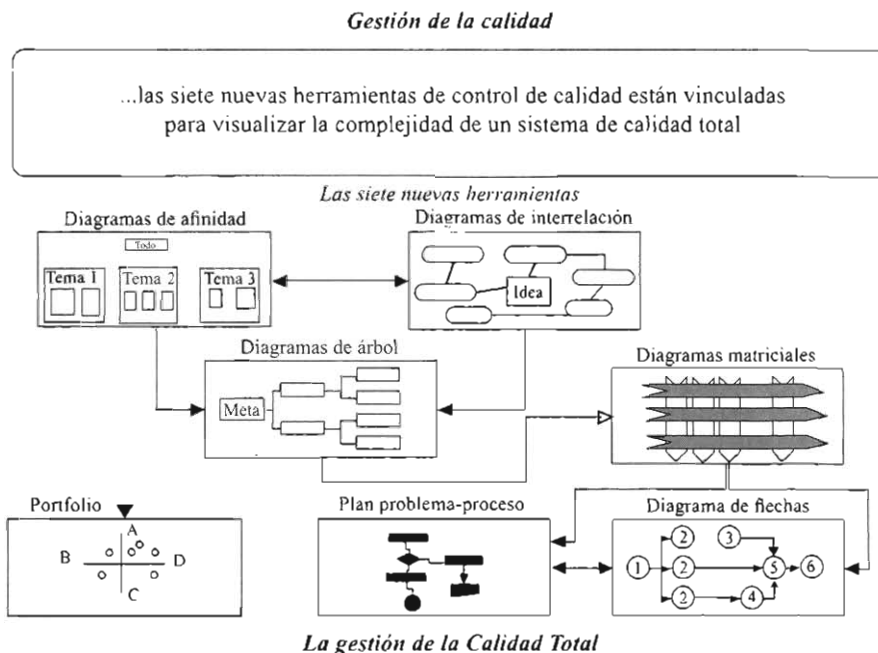 Gestión de la calidad
...las siete nuevas herramientas de control de calidad están vinculadas
para visualizar la complejidad de un sistema de calidad total
Las siete nuevas herramientas
Diagramas de afinidad
Diagramas de interrelación
Todo
Tema 1
Tema 2
Tema 3
Idea
Diagramas de árbol
Meta
Diagramas matriciales
Portfolio
A
B
D
C
Plan problema-proceso
Diagrama de flechas
2
3
1
2
5
6
2
4
La gestión de la Calidad Total